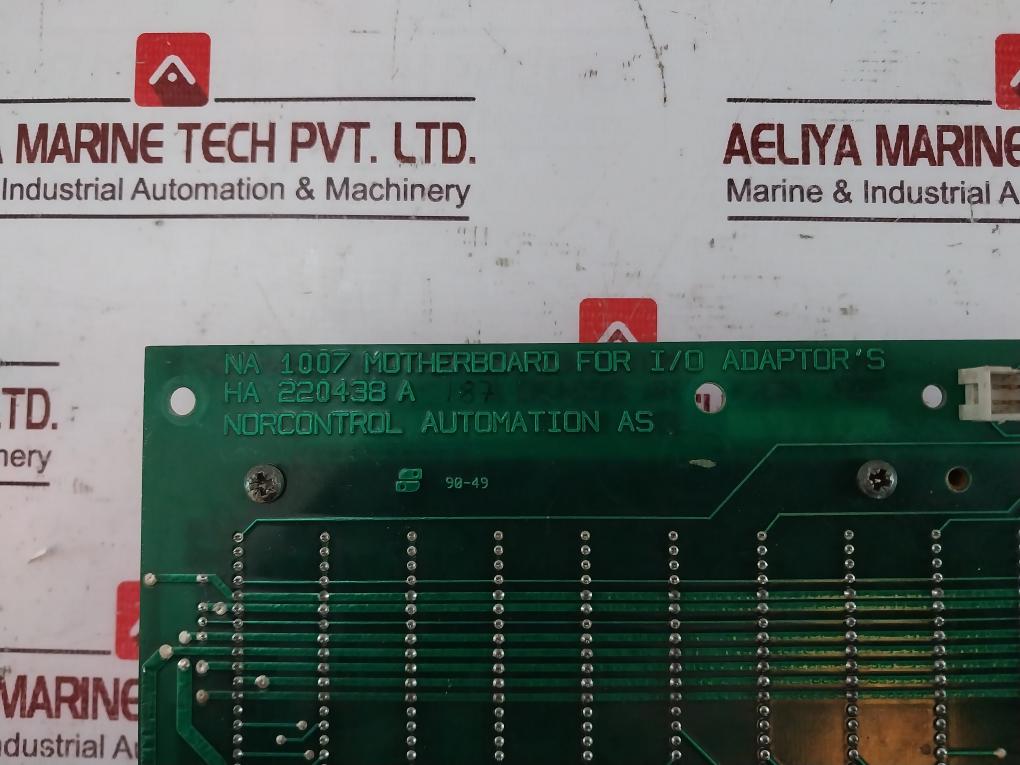 MARINE TECH PVT. LTD.
Industrial Automation & Machinery
AELIYA MARINE
Marine & Industrial A
LTD.
nery
NA 1007 MOTHERBOARD FOR I/O ADAPTOR'S
HA 220438 A 187
NORCONTROL AUTOMATION AS
90-49
MARINE
dustrial A